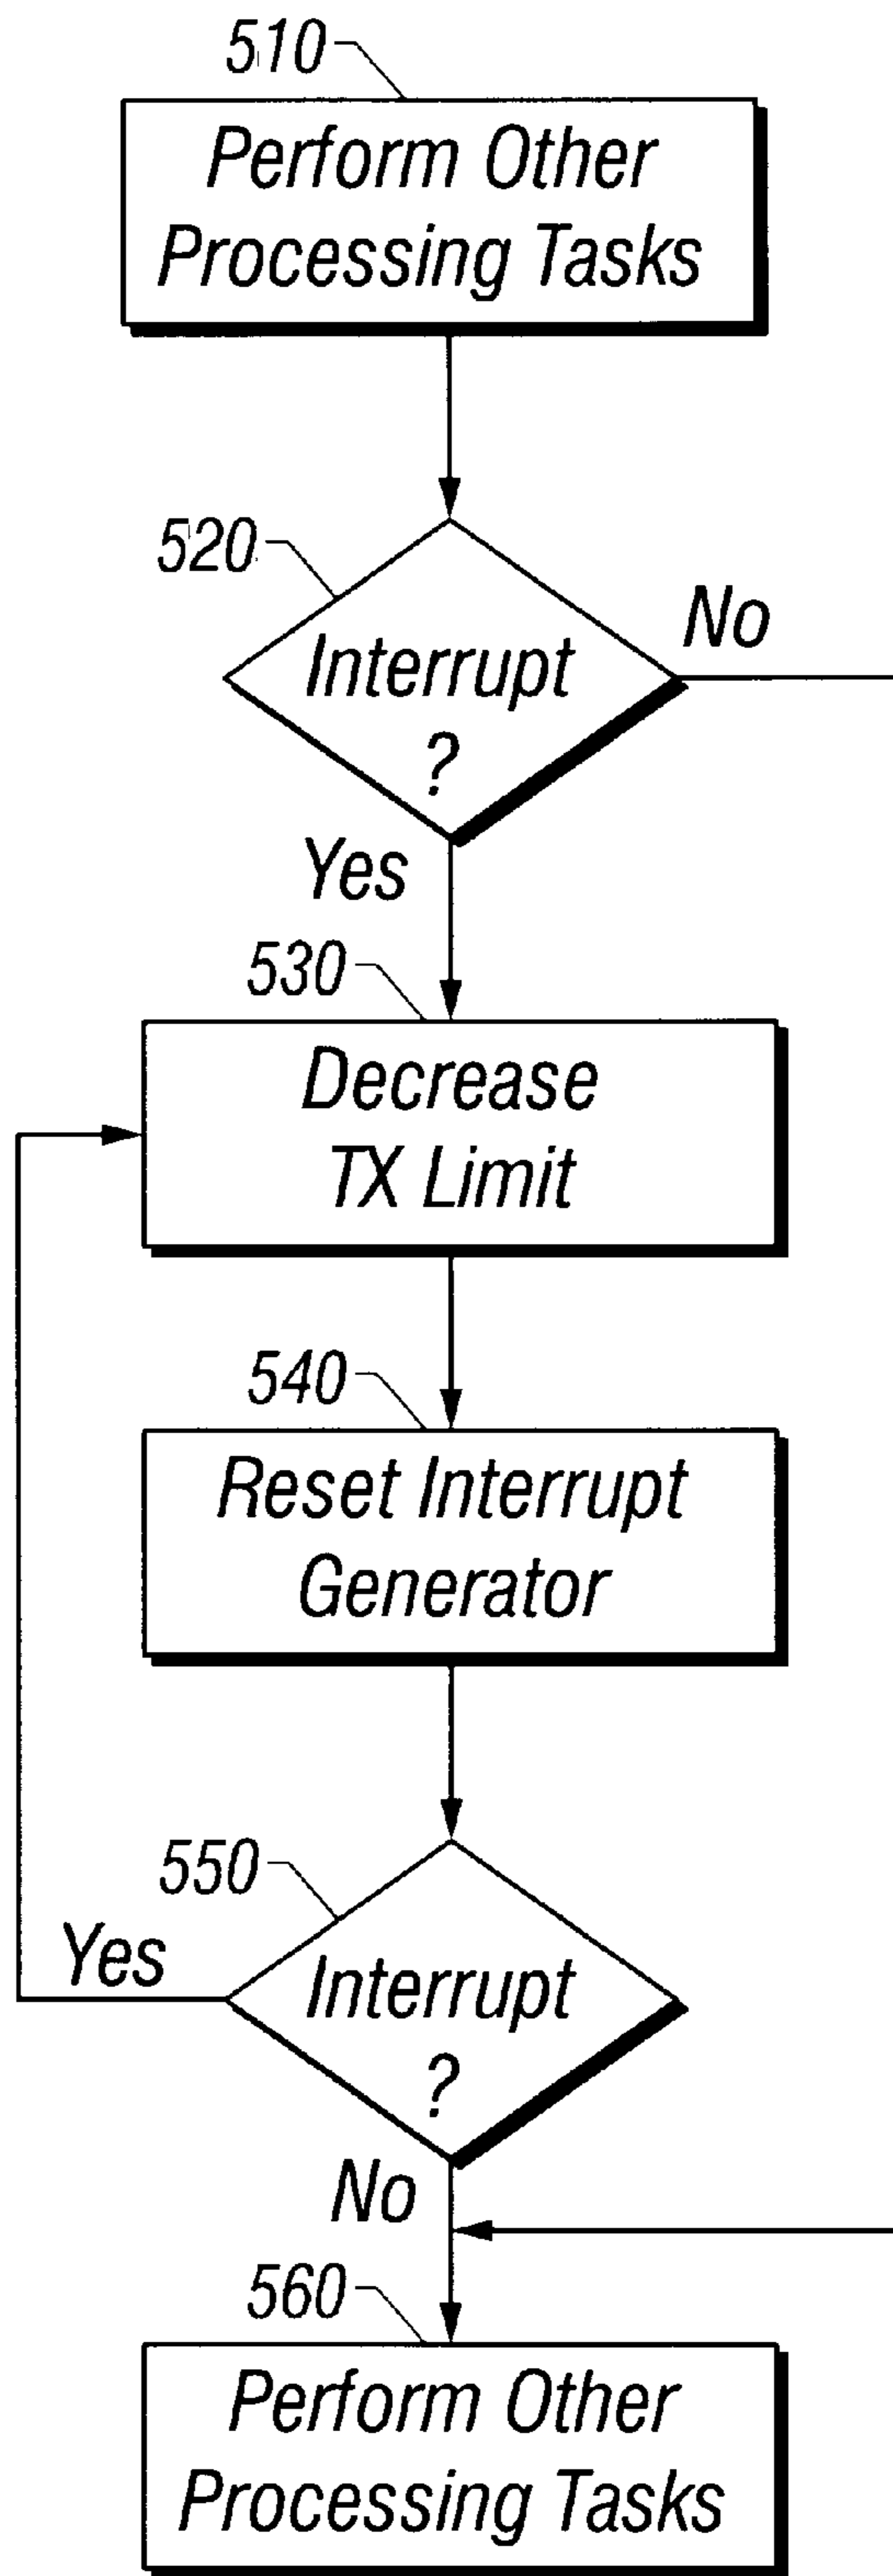 510
Perform Other
Processing Tasks
520
No
Interrupt
?
Yes
530
Decrease
TX Limit
540
Reset Interrupt
Generator
550
Yes
Interrupt
?
No
560
Perform Other
Processing Tasks